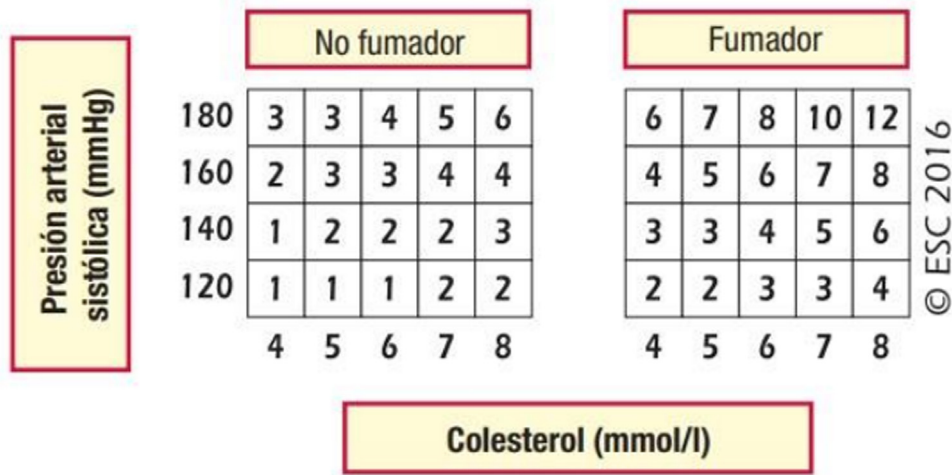 No fumador
Fumador
Presión arterial
sistólica (mmHg)
180 3 3 4 5 6 6 7 8 10 12
160 2 3 3 4 4 4 5 6 7 8
140 1 2 2 2 3 3 3 4 5 6
120 1 1 1 2 2 2 2 3 3 4
4 5 6 7 8 4 5 6 7 8
Colesterol (mmol/l)
© ESC 2016